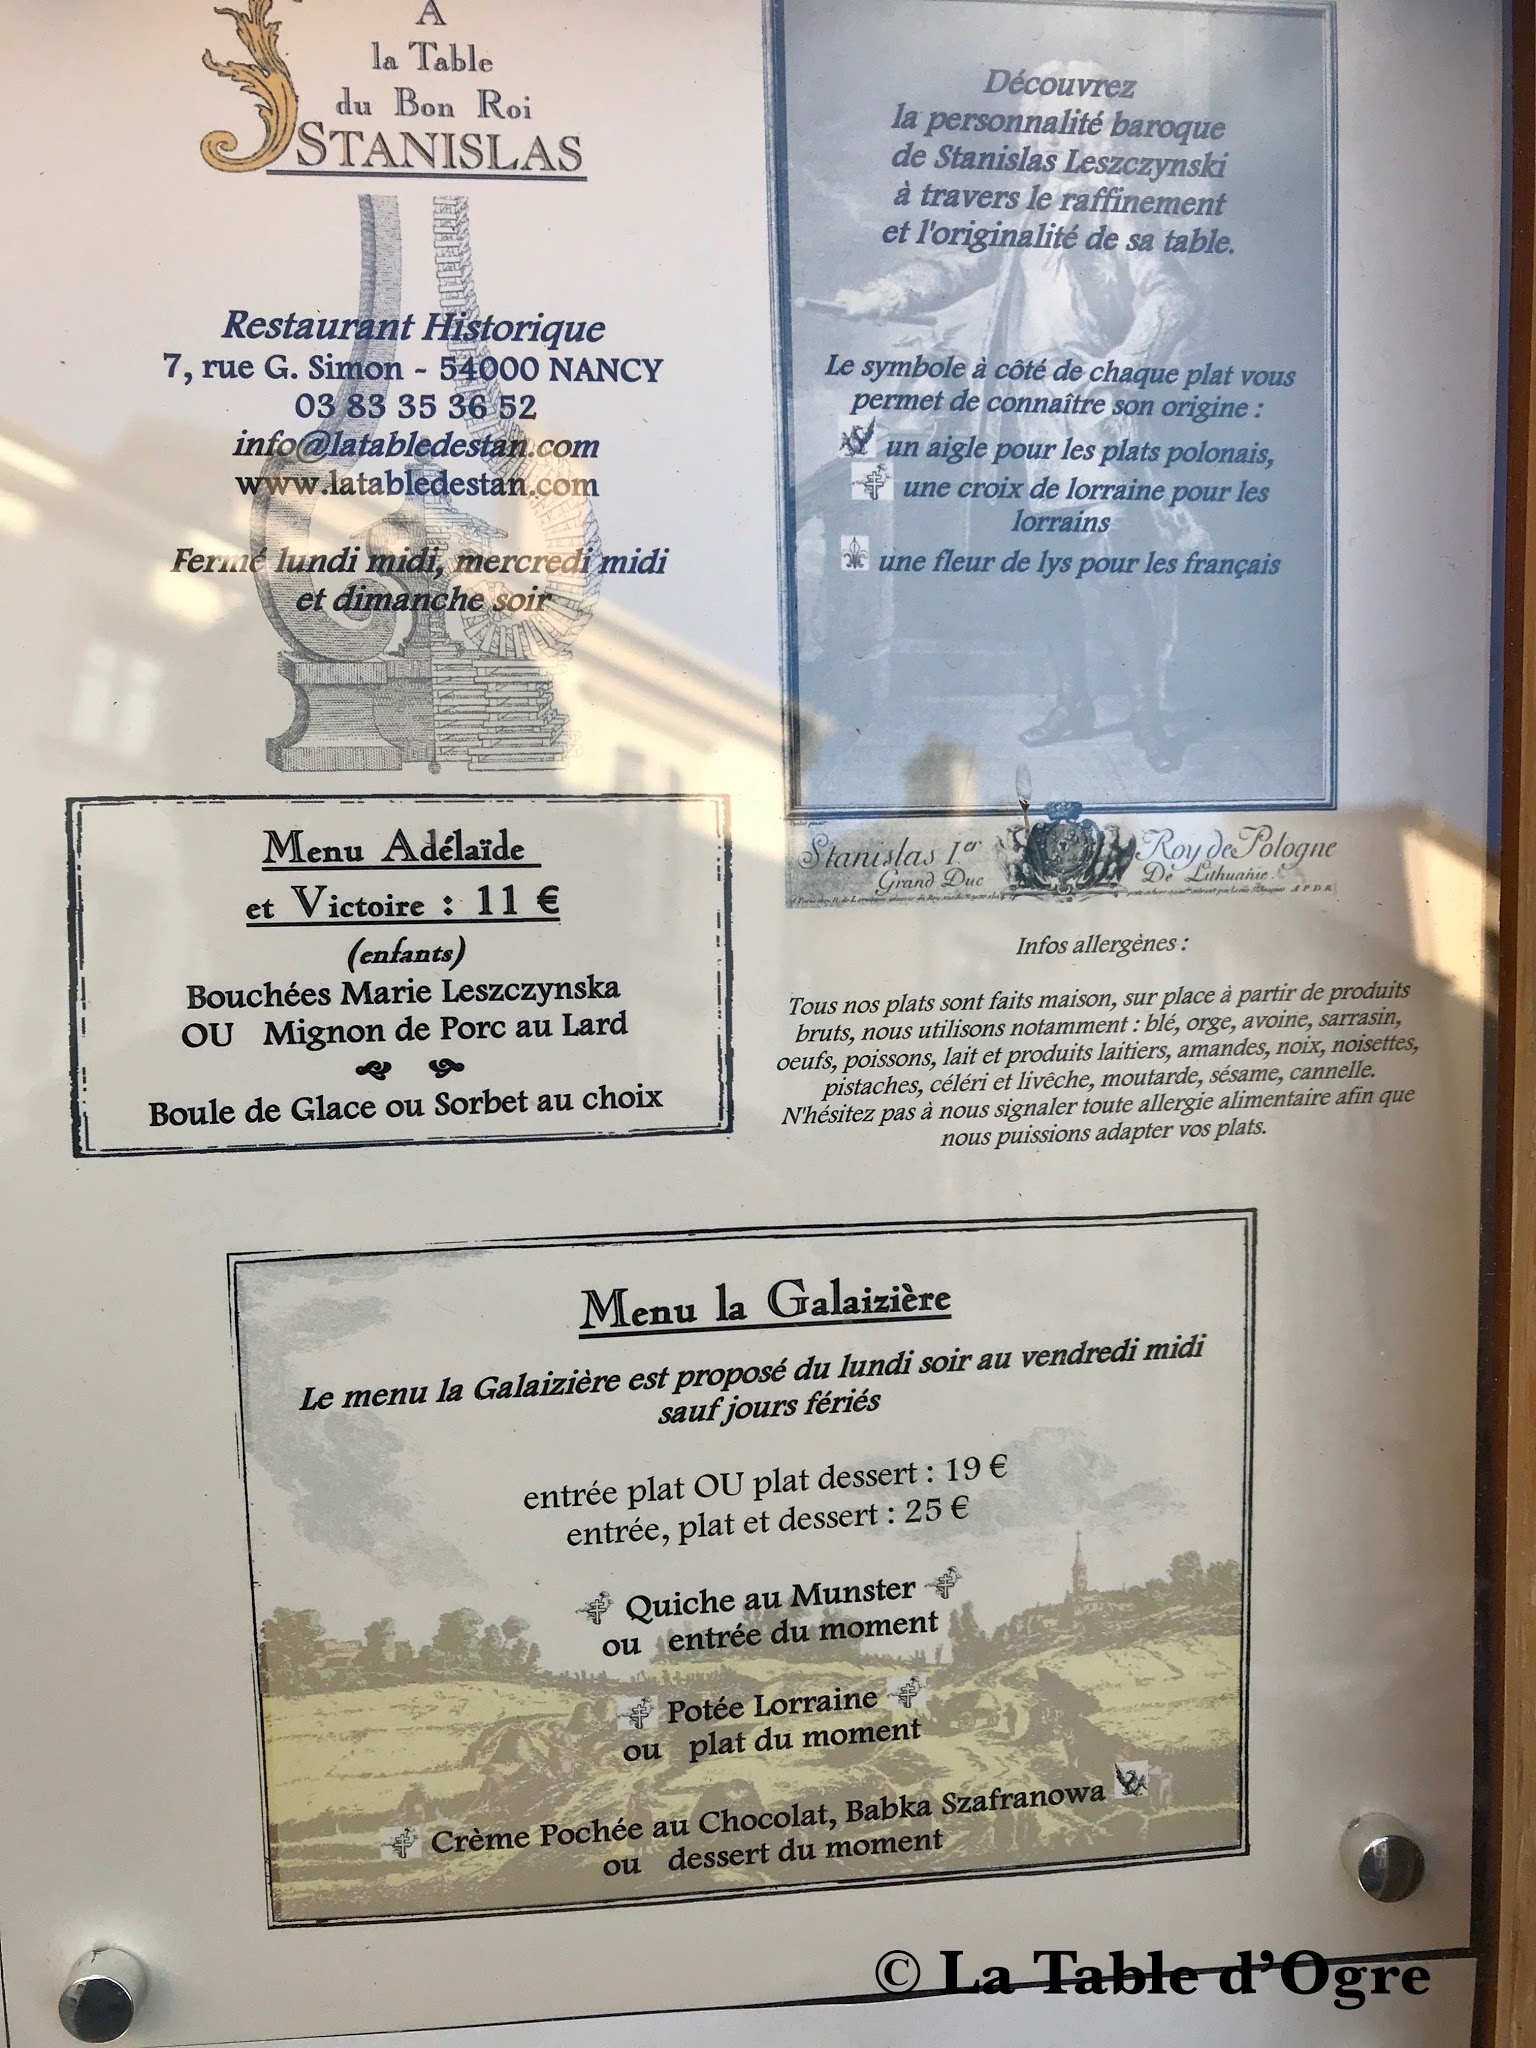 A
la Table
du Bon Roi
STANISLAS
Restaurant Historique
7, rue G. Simon - 54000 NANCY
03 83 35 36 52
info@latabledestan.com
www.latabledestan.com
Fermé lundi midi, mercredi midi
et dimanche soir
Menu Adélaïde
et Victoire : 11 €
(enfants)
Bouchées Marie Leszczynska
OU Mignon de Porc au Lard
Boule de Glace ou Sorbet au choix
Découvrez
la personnalité baroque
de Stanislas Leszczynski
à travers le raffinement
et l'originalité de sa table.
Le symbole à côté de chaque plat vous
permet de connaître son origine :
un aigle pour les plats polonais,
une croix de lorraine pour les
lorrains
une fleur de lys pour les français
Stanislas Ier Roy de Pologne
Grand Duc De Lithuanie
Infos allergènes :
Tous nos plats sont faits maison, sur place à partir de produits
bruts, nous utilisons notamment : blé, orge, avoine, sarrasin,
oeufs, poissons, lait et produits laitiers, amandes, noix, noisettes,
pistaches, céléri et livêche, moutarde, sésame, cannelle.
N'hésitez pas à nous signaler toute allergie alimentaire afin que
nous puissions adapter vos plats.
Menu la Galaizière
Le menu la Galaizière est proposé du lundi soir au vendredi midi
sauf jours fériés
entrée plat OU plat dessert : 19 €
entrée, plat et dessert : 25 €
Quiche au Munster
ou entrée du moment
Potée Lorraine
ou plat du moment
Crème Pochée au Chocolat, Babka Szafranowa
ou dessert du moment
© La Table d'Ogre